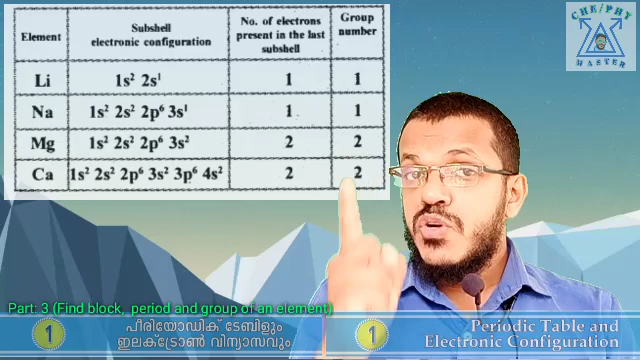 CHE/PHY
MASTER
Element
Subshell
electronic configuration
No. of electrons
present in the last
subshell
Group
number
Li 1s² 2s¹ 1 1
Na 1s² 2s² 2p⁶ 3s¹ 1 1
Mg 1s² 2s² 2p⁶ 3s² 2 2
Ca 1s² 2s² 2p⁶ 3s² 3p⁶ 4s² 2 2
Part: 3 (Find block, period and group of an element)
1
പീരിയോഡിക് ടേബിളും
ഇലക്ട്രോൺ വിന്യാസവും
1
Periodic Table and
Electronic Configuration